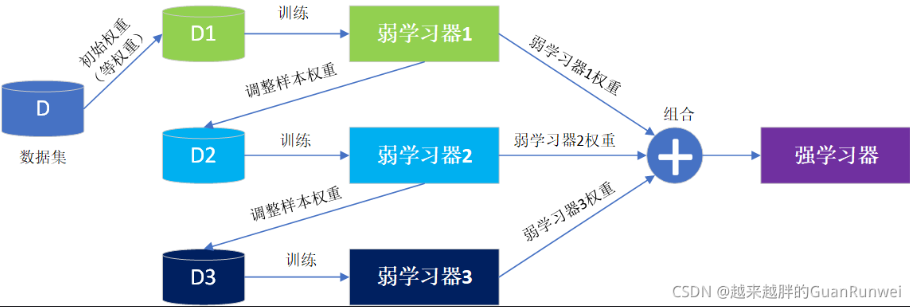 初始权重
（等权重）
D
数据集
D1
训练
弱学习器1
弱学习器1权重
调整样本权重
D2
训练
弱学习器2
弱学习器2权重
组合
强学习器
调整样本权重
D3
训练
弱学习器3
弱学习器3权重
CSDN @越来越胖的GuanRunwei